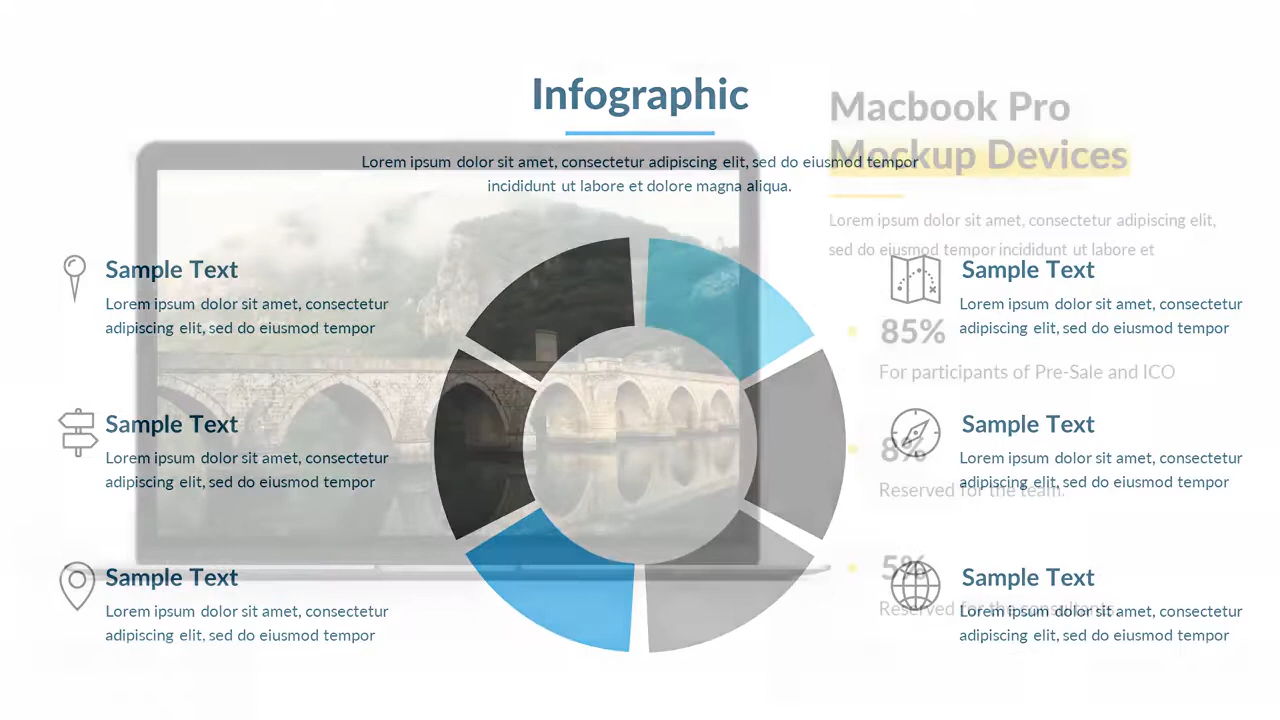 Infographic
Lorem ipsum dolor sit amet, consectetur adipiscing elit, sed do eiusmod tempor
incididunt ut labore et dolore magna aliqua.
Macbook Pro
Mockup Devices
Lorem ipsum dolor sit amet, consectetur adipiscing elit,
sed do eiusmod tempor incididunt ut labore et
85%
For participants of Pre-Sale and ICO
8%
Reserved for the team.
5%
Reserved for the consultants.
Sample Text
Lorem ipsum dolor sit amet, consectetur
adipiscing elit, sed do eiusmod tempor
Sample Text
Lorem ipsum dolor sit amet, consectetur
adipiscing elit, sed do eiusmod tempor
Sample Text
Lorem ipsum dolor sit amet, consectetur
adipiscing elit, sed do eiusmod tempor
Sample Text
Lorem ipsum dolor sit amet, consectetur
adipiscing elit, sed do eiusmod tempor
Sample Text
Lorem ipsum dolor sit amet, consectetur
adipiscing elit, sed do eiusmod tempor
Sample Text
Lorem ipsum dolor sit amet, consectetur
adipiscing elit, sed do eiusmod tempor